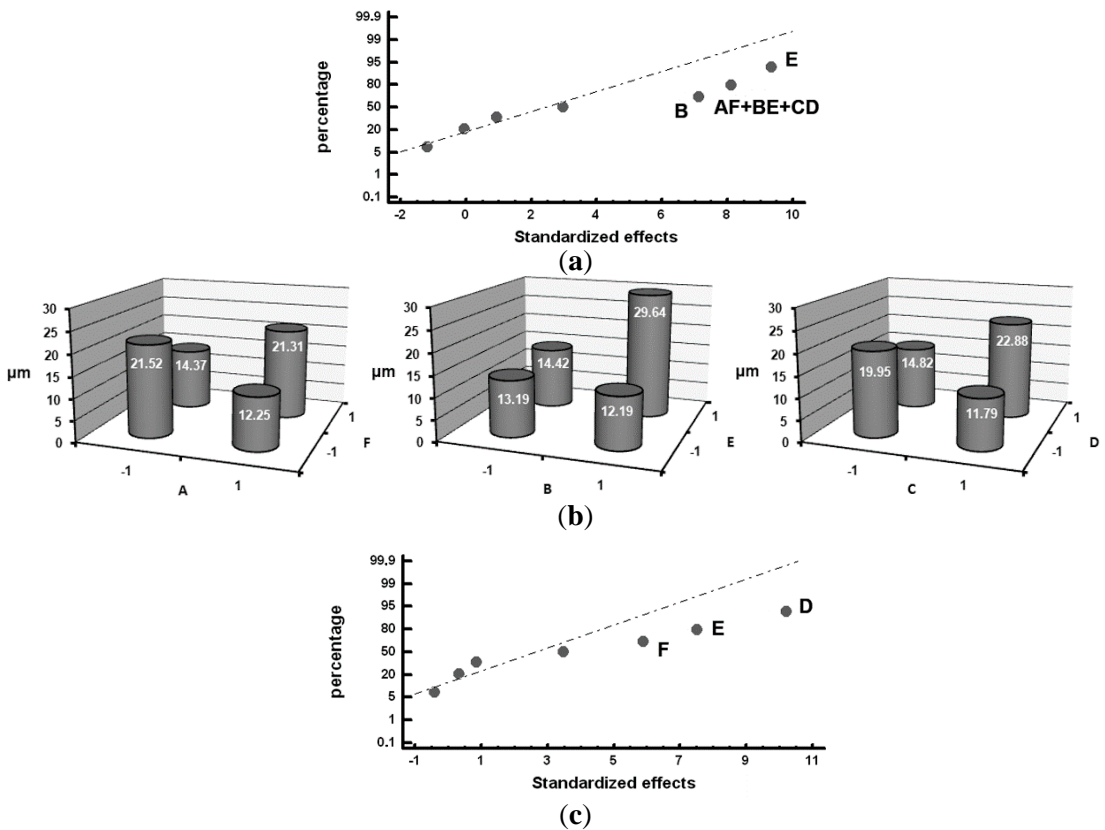 99.9
99
95
80
50
20
5
1
0.1
percentage
E
B
AF+BE+CD
-2 0 2 4 6 8 10
Standardized effects
(a)
30
25
20
15
10
5
0
µm
21.52 14.37 21.31
12.25
-1 1
A
-1 1
F
30
25
20
15
10
5
0
µm
29.64
14.42
13.19 12.19
-1 1
B
-1 1
E
30
25
20
15
10
5
0
µm
22.88
19.95 14.82
11.79
-1 1
C
-1 1
D
(b)
99.9
99
95
80
50
20
5
1
0.1
percentage
D
E
F
-1 1 3 5 7 9 11
Standardized effects
(c)